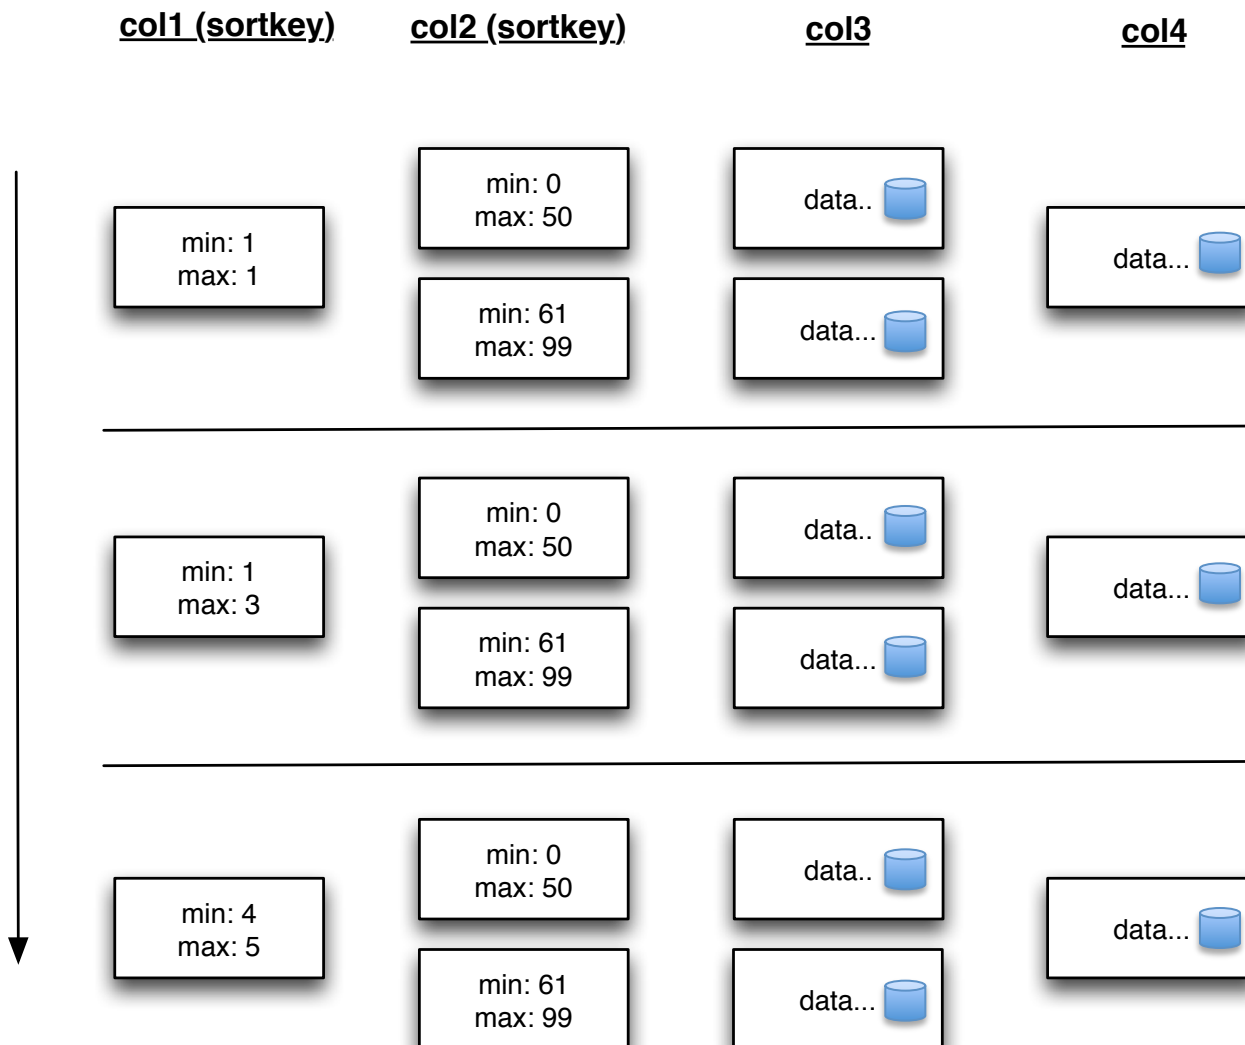 col1 (sortkey) col2 (sortkey) col3 col4
min: 0
max: 50
data..
min: 1
max: 1
data...
min: 61
max: 99
data...
min: 0
max: 50
data..
min: 1
max: 3
data...
min: 61
max: 99
data...
min: 0
max: 50
data..
min: 4
max: 5
data...
min: 61
max: 99
data...